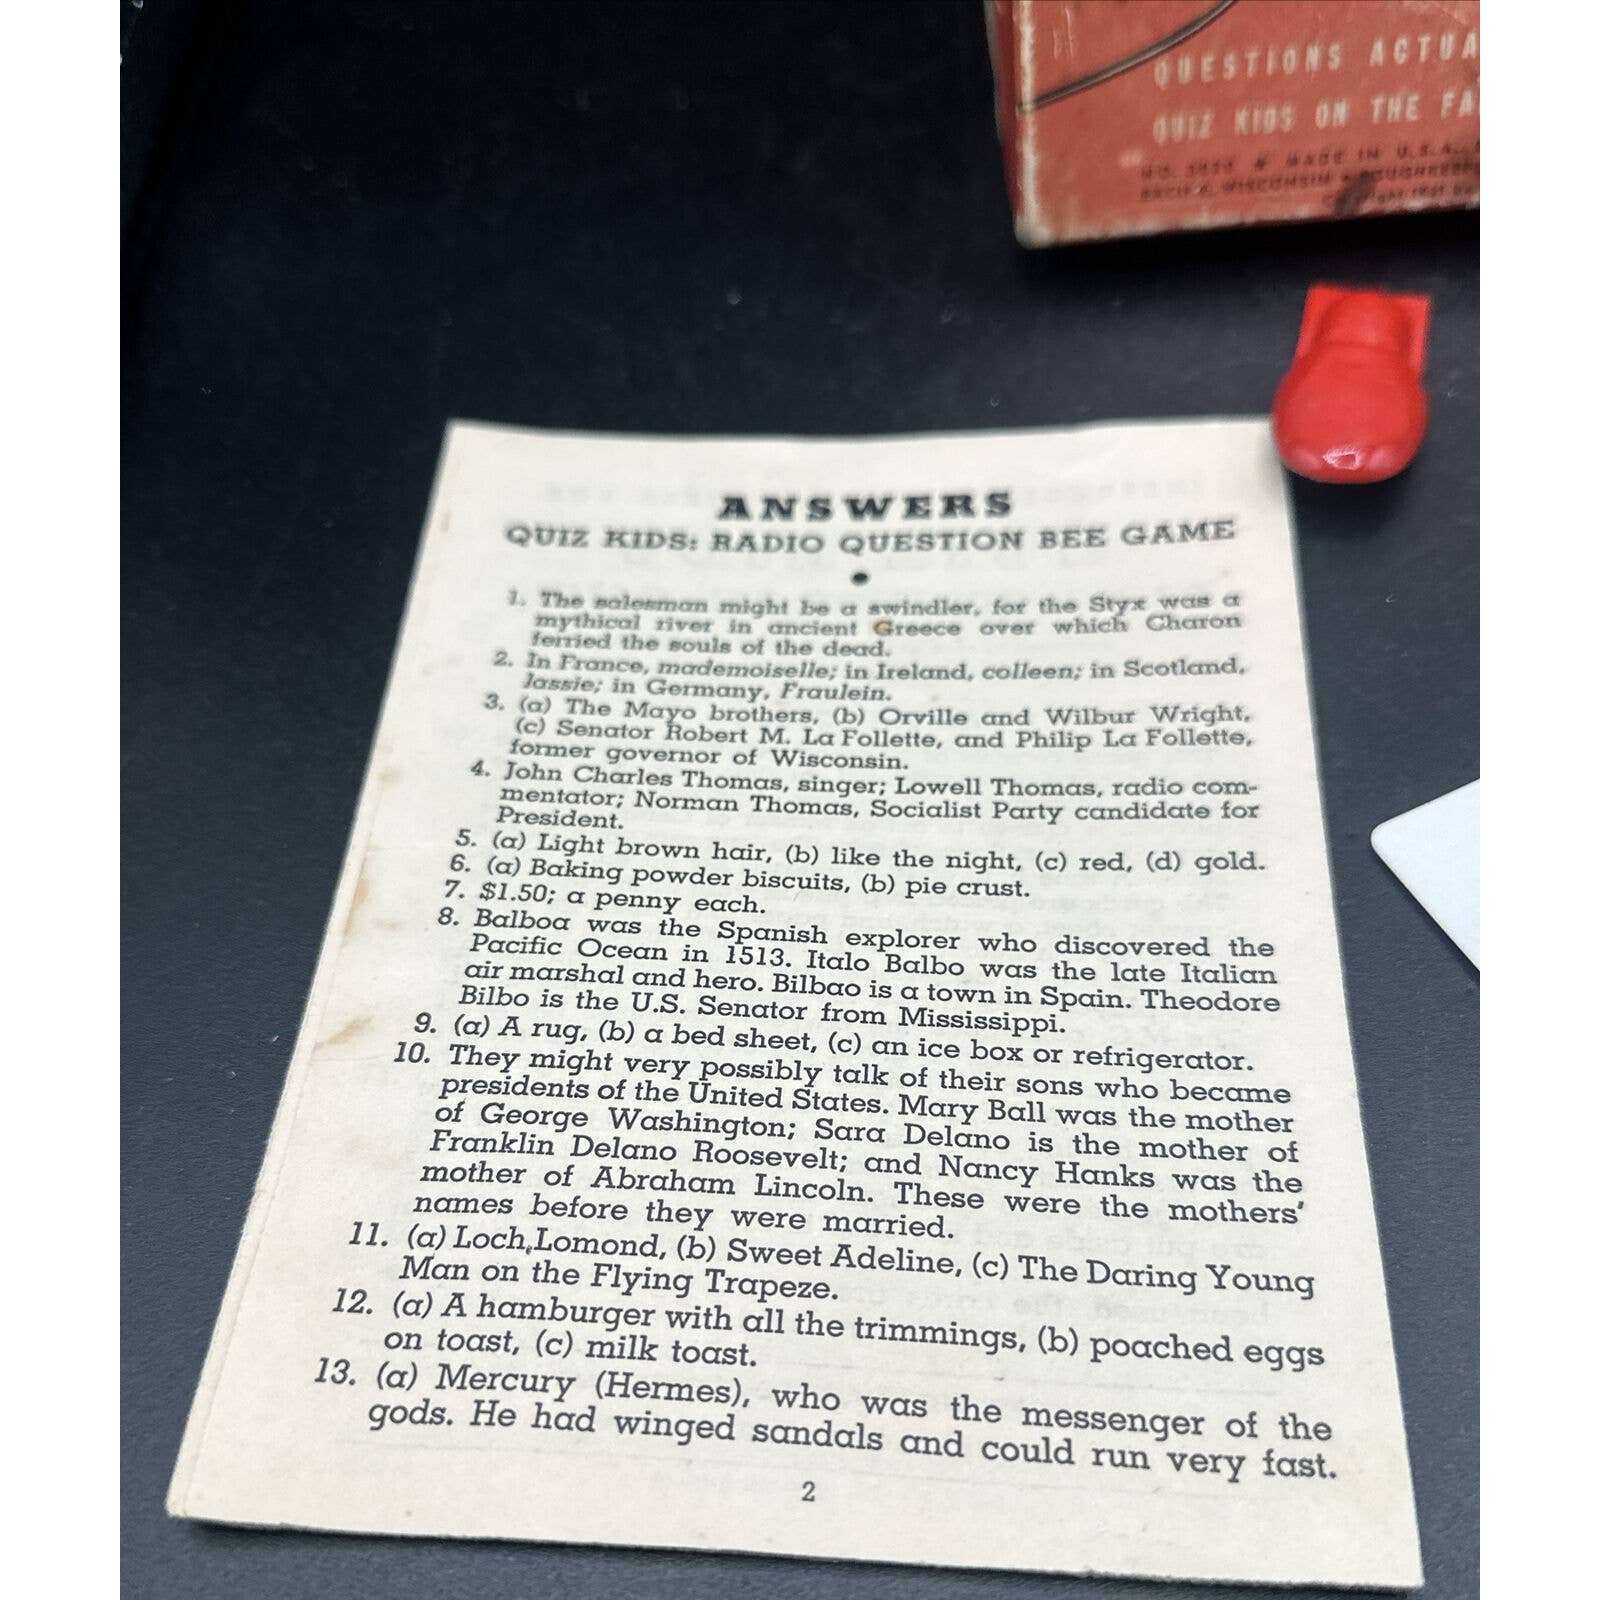 QUESTIONS ACTUA
QUIZ KIDS ON THE FA
MADE IN U.S.A.
WISCONSIN
ANSWERS
QUIZ KIDS: RADIO QUESTION BEE GAME
1. The salesman might be a swindler, for the Styx was a
mythical river in ancient Greece over which Charon
ferried the souls of the dead.
2. In France, mademoiselle; in Ireland, colleen; in Scotland,
lassie; in Germany, Fraulein.
3. (a) The Mayo brothers, (b) Orville and Wilbur Wright,
(c) Senator Robert M. La Follette, and Philip La Follette,
former governor of Wisconsin.
4. John Charles Thomas, singer; Lowell Thomas, radio com-
mentator; Norman Thomas, Socialist Party candidate for
President.
5. (a) Light brown hair, (b) like the night, (c) red, (d) gold.
6. (a) Baking powder biscuits, (b) pie crust.
7. $1.50; a penny each.
8. Balboa was the Spanish explorer who discovered the
Pacific Ocean in 1513. Italo Balbo was the late Italian
air marshal and hero. Bilbao is a town in Spain. Theodore
Bilbo is the U.S. Senator from Mississippi.
9. (a) A rug, (b) a bed sheet, (c) an ice box or refrigerator.
10. They might very possibly talk of their sons who became
presidents of the United States. Mary Ball was the mother
of George Washington; Sara Delano is the mother of
Franklin Delano Roosevelt; and Nancy Hanks was the
mother of Abraham Lincoln. These were the mothers'
names before they were married.
11. (a) Loch Lomond, (b) Sweet Adeline, (c) The Daring Young
Man on the Flying Trapeze.
12. (a) A hamburger with all the trimmings, (b) poached eggs
on toast, (c) milk toast.
13. (a) Mercury (Hermes), who was the messenger of the
gods. He had winged sandals and could run very fast.
2